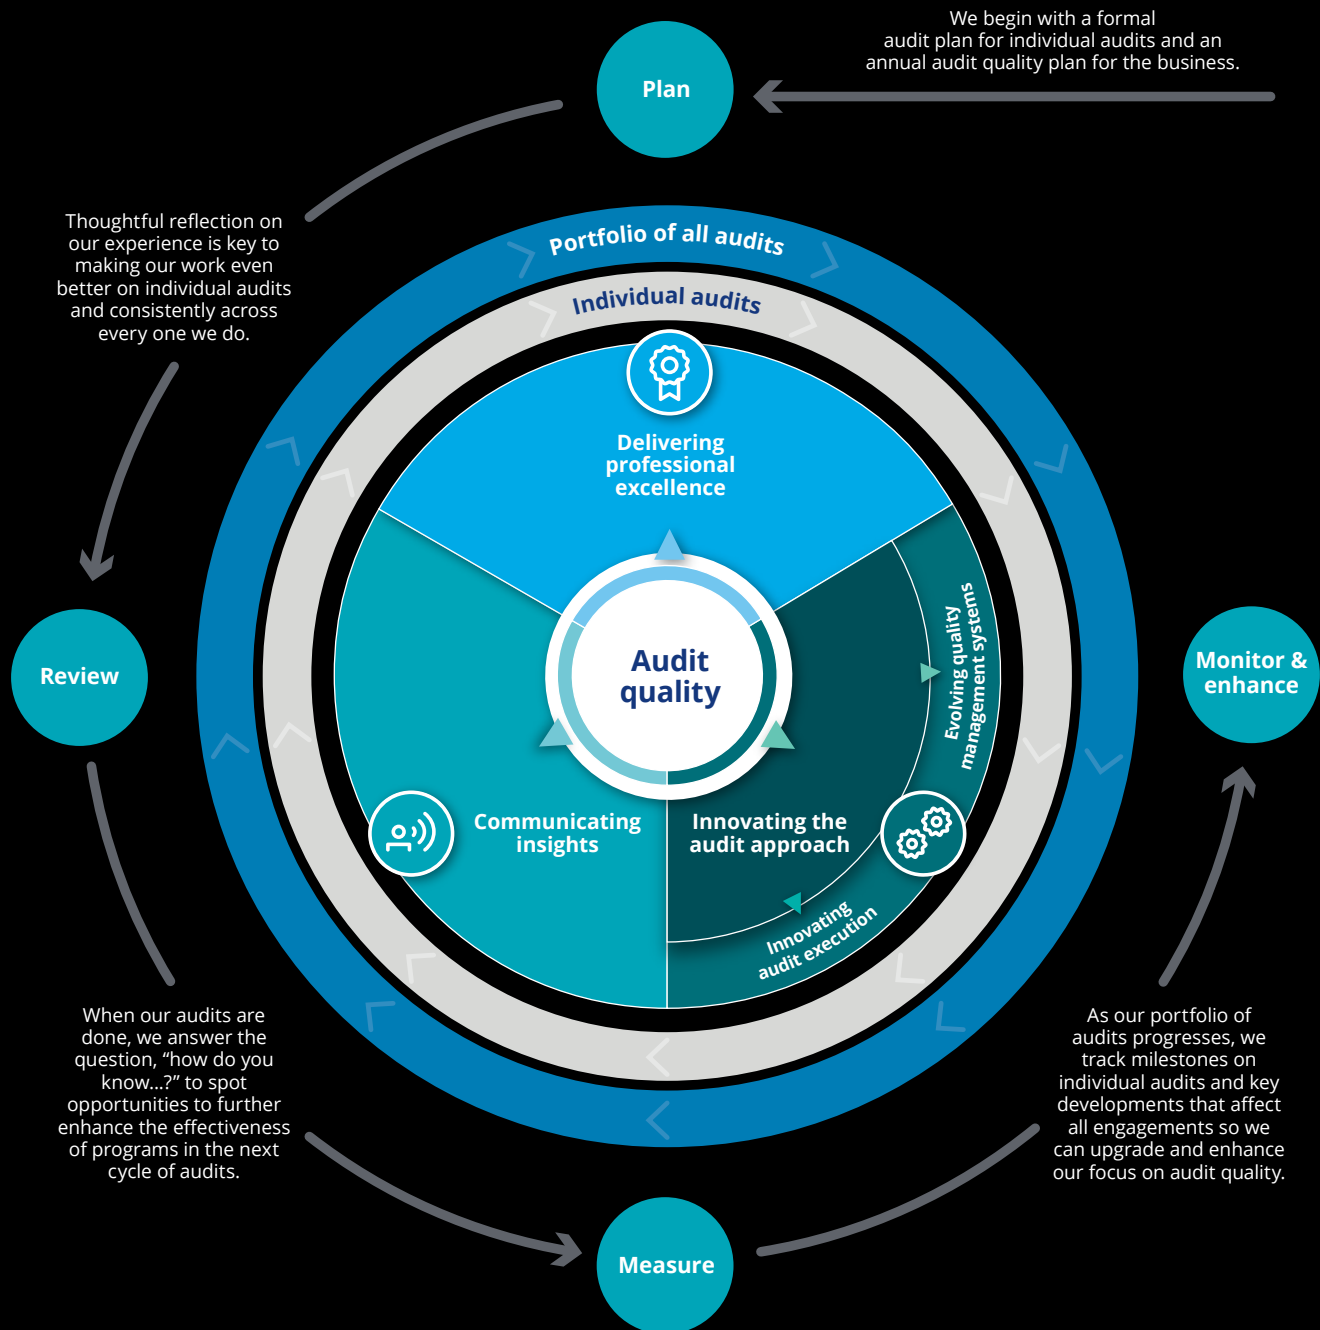 We begin with a formal
audit plan for individual audits and an
annual audit quality plan for the business.
Plan
Thoughtful reflection on
our experience is key to
making our work even
better on individual audits
and consistently across
every one we do.
Portfolio of all audits
Individual audits
Delivering
professional
excellence
Audit
quality
Evolving quality
management systems
Review
Monitor &
enhance
Communicating
insights
Innovating the
audit approach
Innovating
audit execution
When our audits are
done, we answer the
question, “how do you
know...?” to spot
opportunities to further
enhance the effectiveness
of programs in the next
cycle of audits.
As our portfolio of
audits progresses, we
track milestones on
individual audits and key
developments that affect
all engagements so we
can upgrade and enhance
our focus on audit quality.
Measure